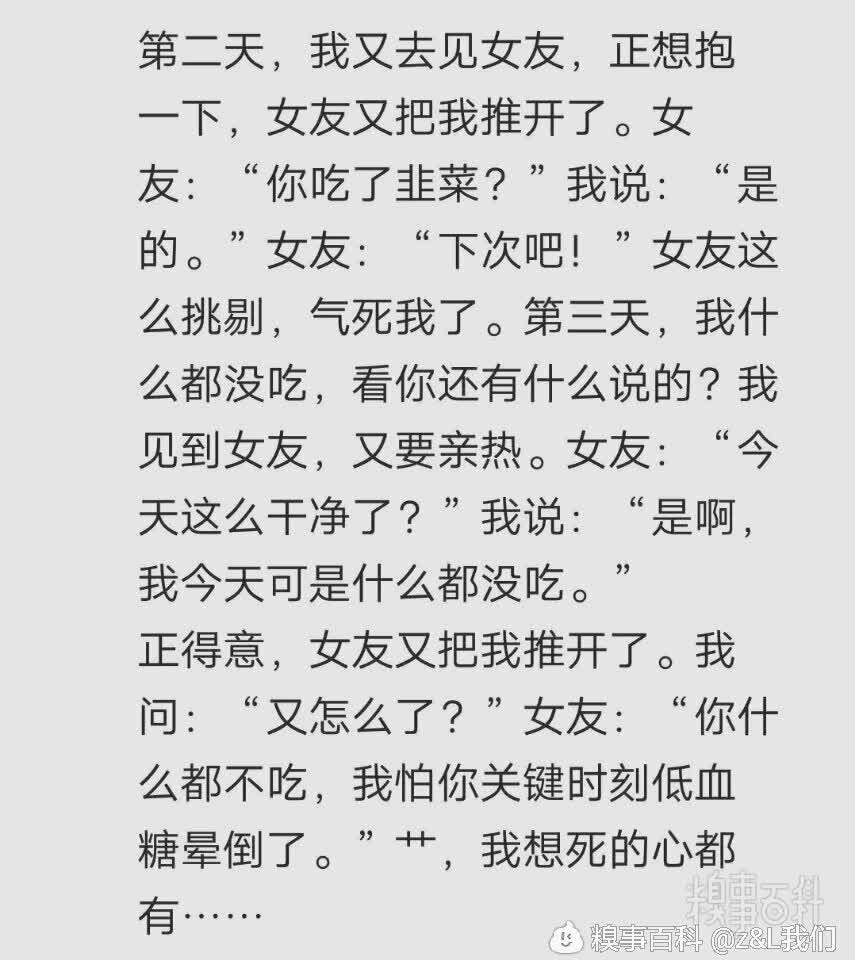 第二天，我又去见女友，正想抱
一下，女友又把我推开了。女
友：“你吃了韭菜？”我说：“是
的。”女友：“下次吧！”女友这
么挑剔，气死我了。第三天，我什
么都没吃，看你还有什么说的？我
见到女友，又要亲热。女友：“今
天这么干净了？”我说：“是啊，
我今天可是什么都没吃。”
正得意，女友又把我推开了。我
问：“又怎么了？”女友：“你什
么都不吃，我怕你关键时刻低血
糖晕倒了。”艹，我想死的心都
有……
糗事百科
糗事百科 @z&L我们